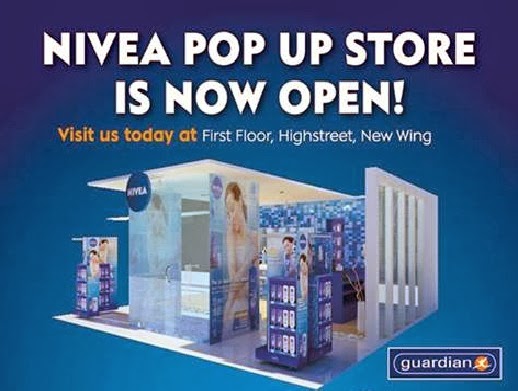 NIVEA POP UP STORE
IS NOW OPEN!
Visit us today at First Floor, Highstreet, New Wing
NIVEA
guardian